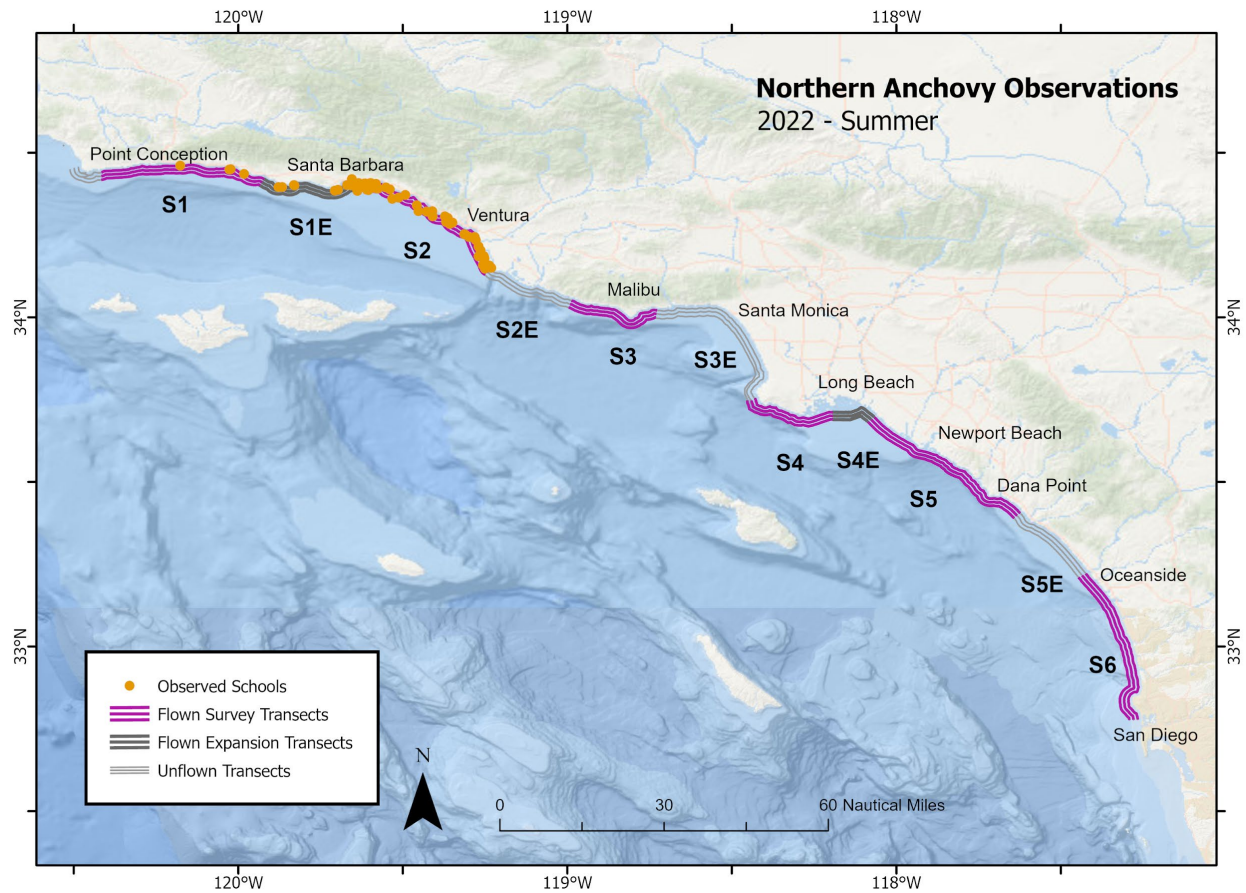 120°W
119°W
118°W
Northern Anchovy Observations
2022 - Summer
Point Conception
Santa Barbara
S1
S1E
Ventura
S2
34°N
34°N
Malibu
Santa Monica
S2E
S3
S3E
Long Beach
Newport Beach
S4
S4E
Dana Point
S5
Oceanside
S5E
33°N
33°N
S6
San Diego
Observed Schools
Flown Survey Transects
Flown Expansion Transects
Unflown Transects
N
0
30
60 Nautical Miles
120°W
119°W
118°W